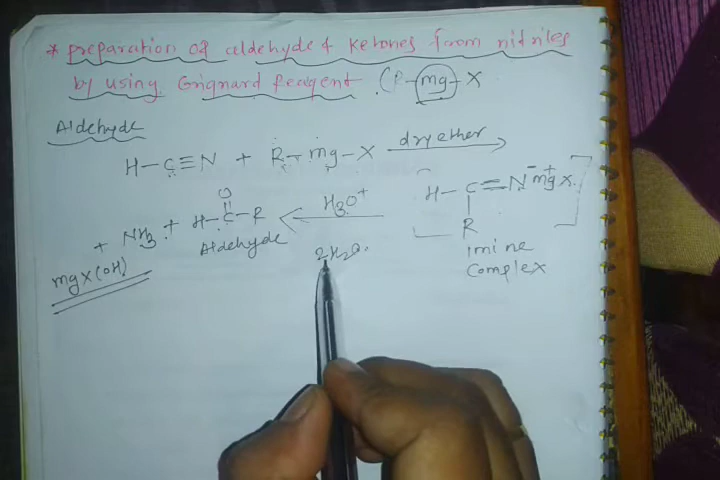 * preparation of aldehyde & ketones from nitriles
by using Grignard Reagent. (R-mg-X
Aldehyde
H-C≡N + R-mg-X dry ether
H-C=N⁻mg⁺X.
R
imine
complex
H₃O⁺
2H₂O.
O
+ NH₃ + H-C-R
Aldehyde
mgX(OH)